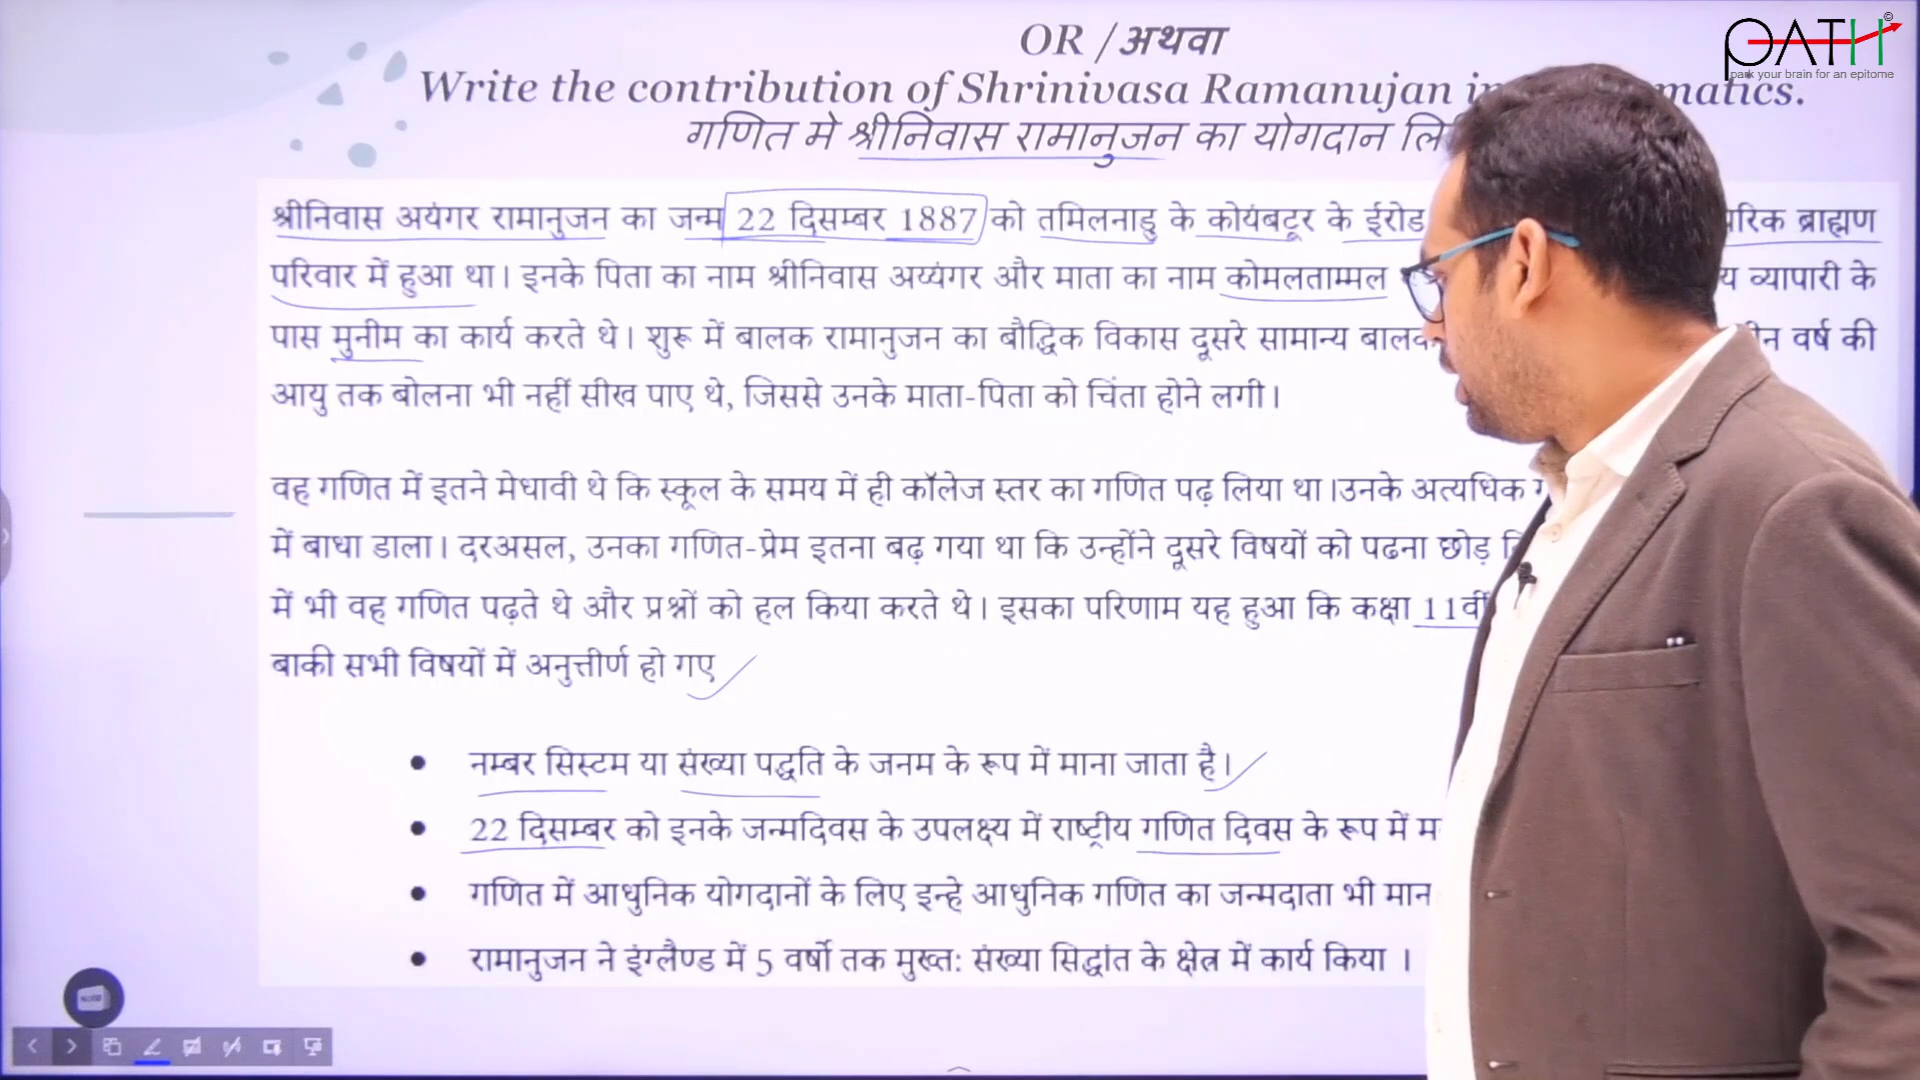 OR /अथवा
PATH
©
park your brain for an epitome
Write the contribution of Shrinivasa Ramanujan
गणित मे श्रीनिवास रामानुजन का योगदान
श्रीनिवास अयंगर रामानुजन का जन्म 22 दिसम्बर 1887 को तमिलनाडु के कोयंबटूर के ईरोड ब्राह्मण
परिवार में हुआ था। इनके पिता का नाम श्रीनिवास अय्यंगर और माता का नाम कोमलताम्मल व्यापारी के
पास मुनीम का कार्य करते थे। शुरू में बालक रामानुजन का बौद्धिक विकास दूसरे सामान्य वर्ष की
आयु तक बोलना भी नहीं सीख पाए थे, जिससे उनके माता-पिता को चिंता होने लगी।
वह गणित में इतने मेधावी थे कि स्कूल के समय में ही कॉलेज स्तर का गणित पढ़ लिया था।उनके अत्यधिक
में बाधा डाला। दरअसल, उनका गणित-प्रेम इतना बढ़ गया था कि उन्होंने दूसरे विषयों को पढना छोड़
में भी वह गणित पढ़ते थे और प्रश्नों को हल किया करते थे। इसका परिणाम यह हुआ कि कक्षा 11वीं
बाकी सभी विषयों में अनुत्तीर्ण हो गए
• नम्बर सिस्टम या संख्या पद्धति के जनम के रूप में माना जाता है।
• 22 दिसम्बर को इनके जन्मदिवस के उपलक्ष्य में राष्ट्रीय गणित दिवस के रूप में
• गणित में आधुनिक योगदानों के लिए इन्हे आधुनिक गणित का जन्मदाता भी
• रामानुजन ने इंग्लैण्ड में 5 वर्षो तक मुख्त: संख्या सिद्धांत के क्षेत्र में कार्य किया ।